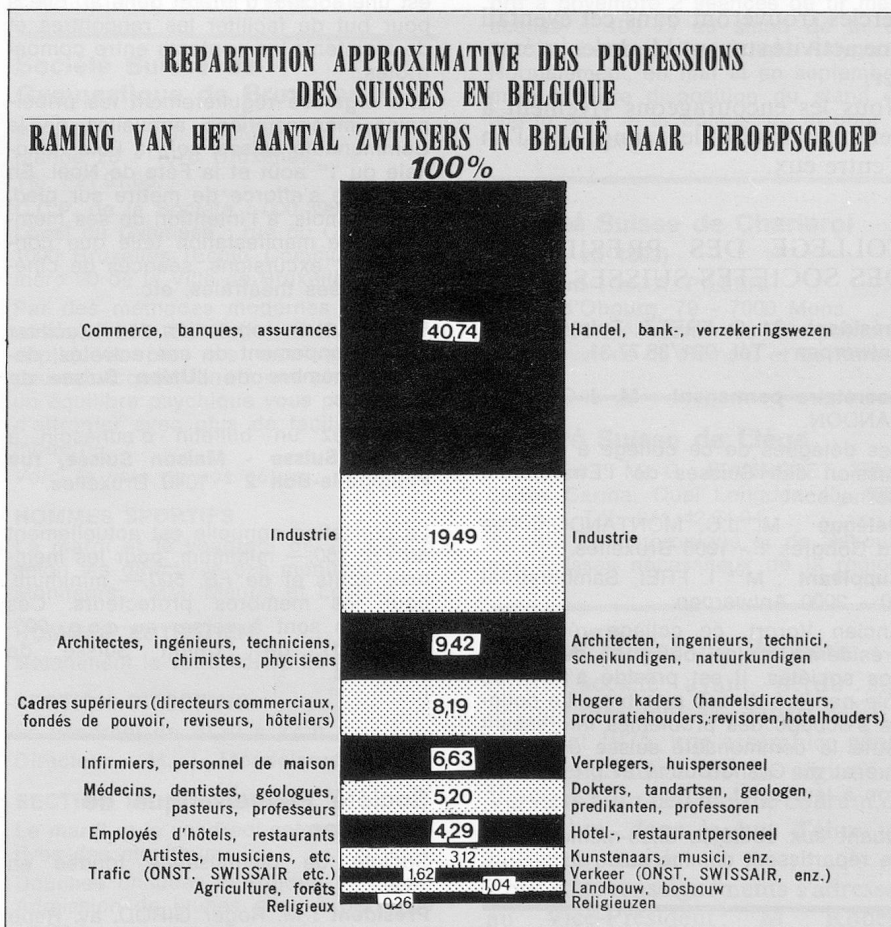 REPARTITION APPROXIMATIVE DES PROFESSIONS
DES SUISSES EN BELGIQUE
RAMING VAN HET AANTAL ZWITSERS IN BELGIË NAAR BEROEPSGROEP
100%
Commerce, banques, assurances 40,74 Handel, bank-, verzekeringswezen
Industrie 19,49 Industrie
Architectes, ingénieurs, techniciens,
chimistes, phycisiens
9,42
Architecten, ingenieurs, technici,
scheikundigen, natuurkundigen
Cadres supérieurs (directeurs commerciaux,
fondés de pouvoir, reviseurs, hôteliers)
8,19
Hogere kaders (handelsdirecteurs,
procuratiehouders, revisoren, hotelhouders)
Infirmiers, personnel de maison 6,63 Verplegers, huispersoneel
Médecins, dentistes, géologues,
pasteurs, professeurs
5,20
Dokters, tandartsen, geologen,
predikanten, professoren
Employés d'hôtels, restaurants 4,29 Hotel-, restaurantpersoneel
Artistes, musiciens, etc. 3,12 Kunstenaars, musici, enz.
Trafic (ONST. SWISSAIR etc.) 1,62 Verkeer (ONST, SWISSAIR, enz.)
Agriculture, forêts 1,04 Landbouw, bosbouw
Religieux 0,26 Religieuzen